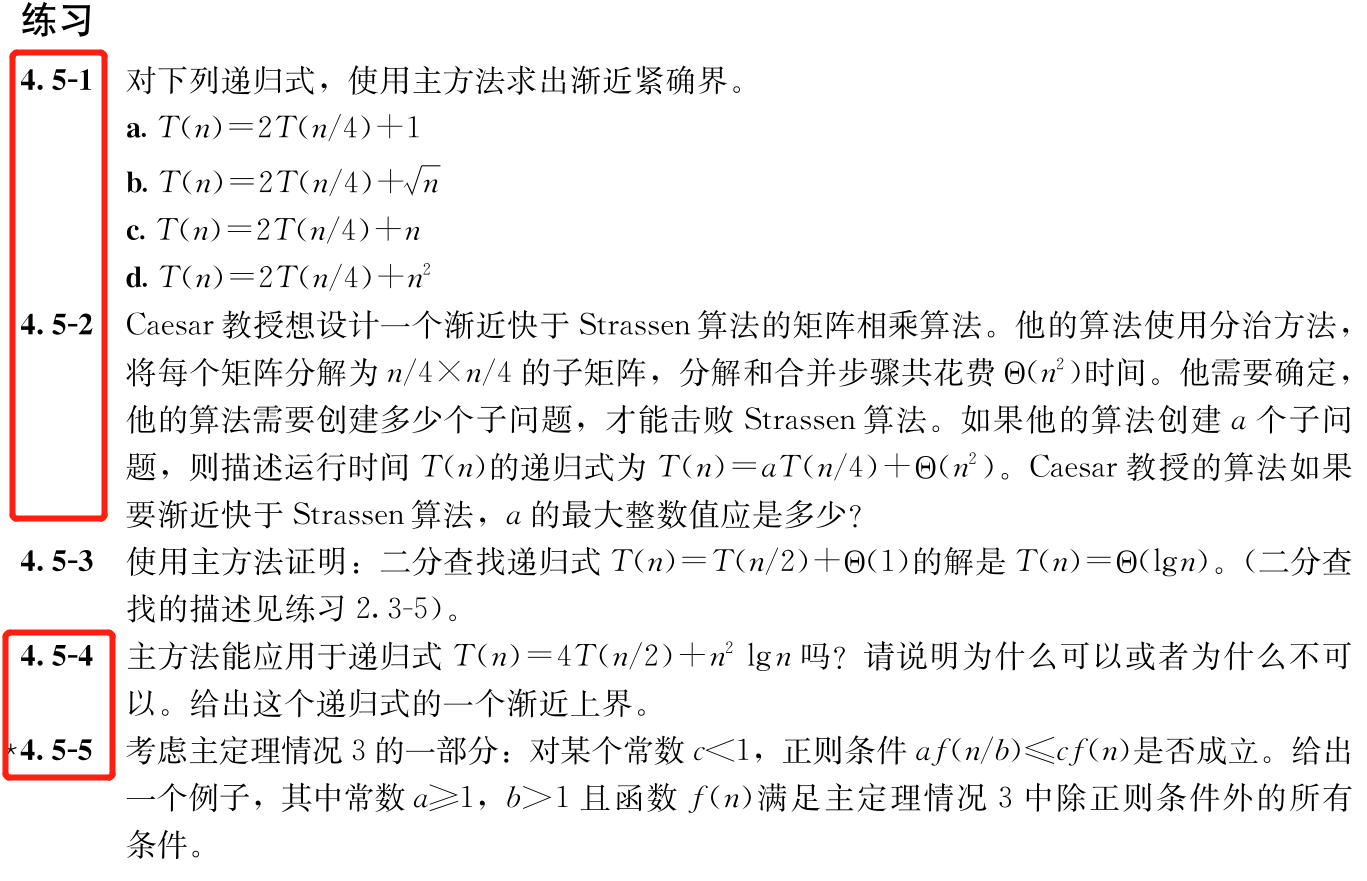 练习
4.5-1 对下列递归式，使用主方法求出渐近紧确界。
a. T(n)=2T(n/4)+1
b. T(n)=2T(n/4)+√n
c. T(n)=2T(n/4)+n
d. T(n)=2T(n/4)+n²
4.5-2 Caesar 教授想设计一个渐近快于 Strassen 算法的矩阵相乘算法。他的算法使用分治方法，
将每个矩阵分解为 n/4×n/4 的子矩阵，分解和合并步骤共花费 Θ(n²)时间。他需要确定，
他的算法需要创建多少个子问题，才能击败 Strassen 算法。如果他的算法创建 a 个子问
题，则描述运行时间 T(n)的递归式为 T(n)=aT(n/4)+Θ(n²)。Caesar 教授的算法如果
要渐近快于 Strassen 算法，a 的最大整数值应是多少？
4.5-3 使用主方法证明：二分查找递归式 T(n)=T(n/2)+Θ(1)的解是 T(n)=Θ(lgn)。（二分查
找的描述见练习 2.3-5）。
4.5-4 主方法能应用于递归式 T(n)=4T(n/2)+n² lgn 吗？请说明为什么可以或者为什么不可
以。给出这个递归式的一个渐近上界。
*4.5-5 考虑主定理情况 3 的一部分：对某个常数 c<1，正则条件 af(n/b)≤cf(n)是否成立。给出
一个例子，其中常数 a≥1，b>1 且函数 f(n)满足主定理情况 3 中除正则条件外的所有
条件。